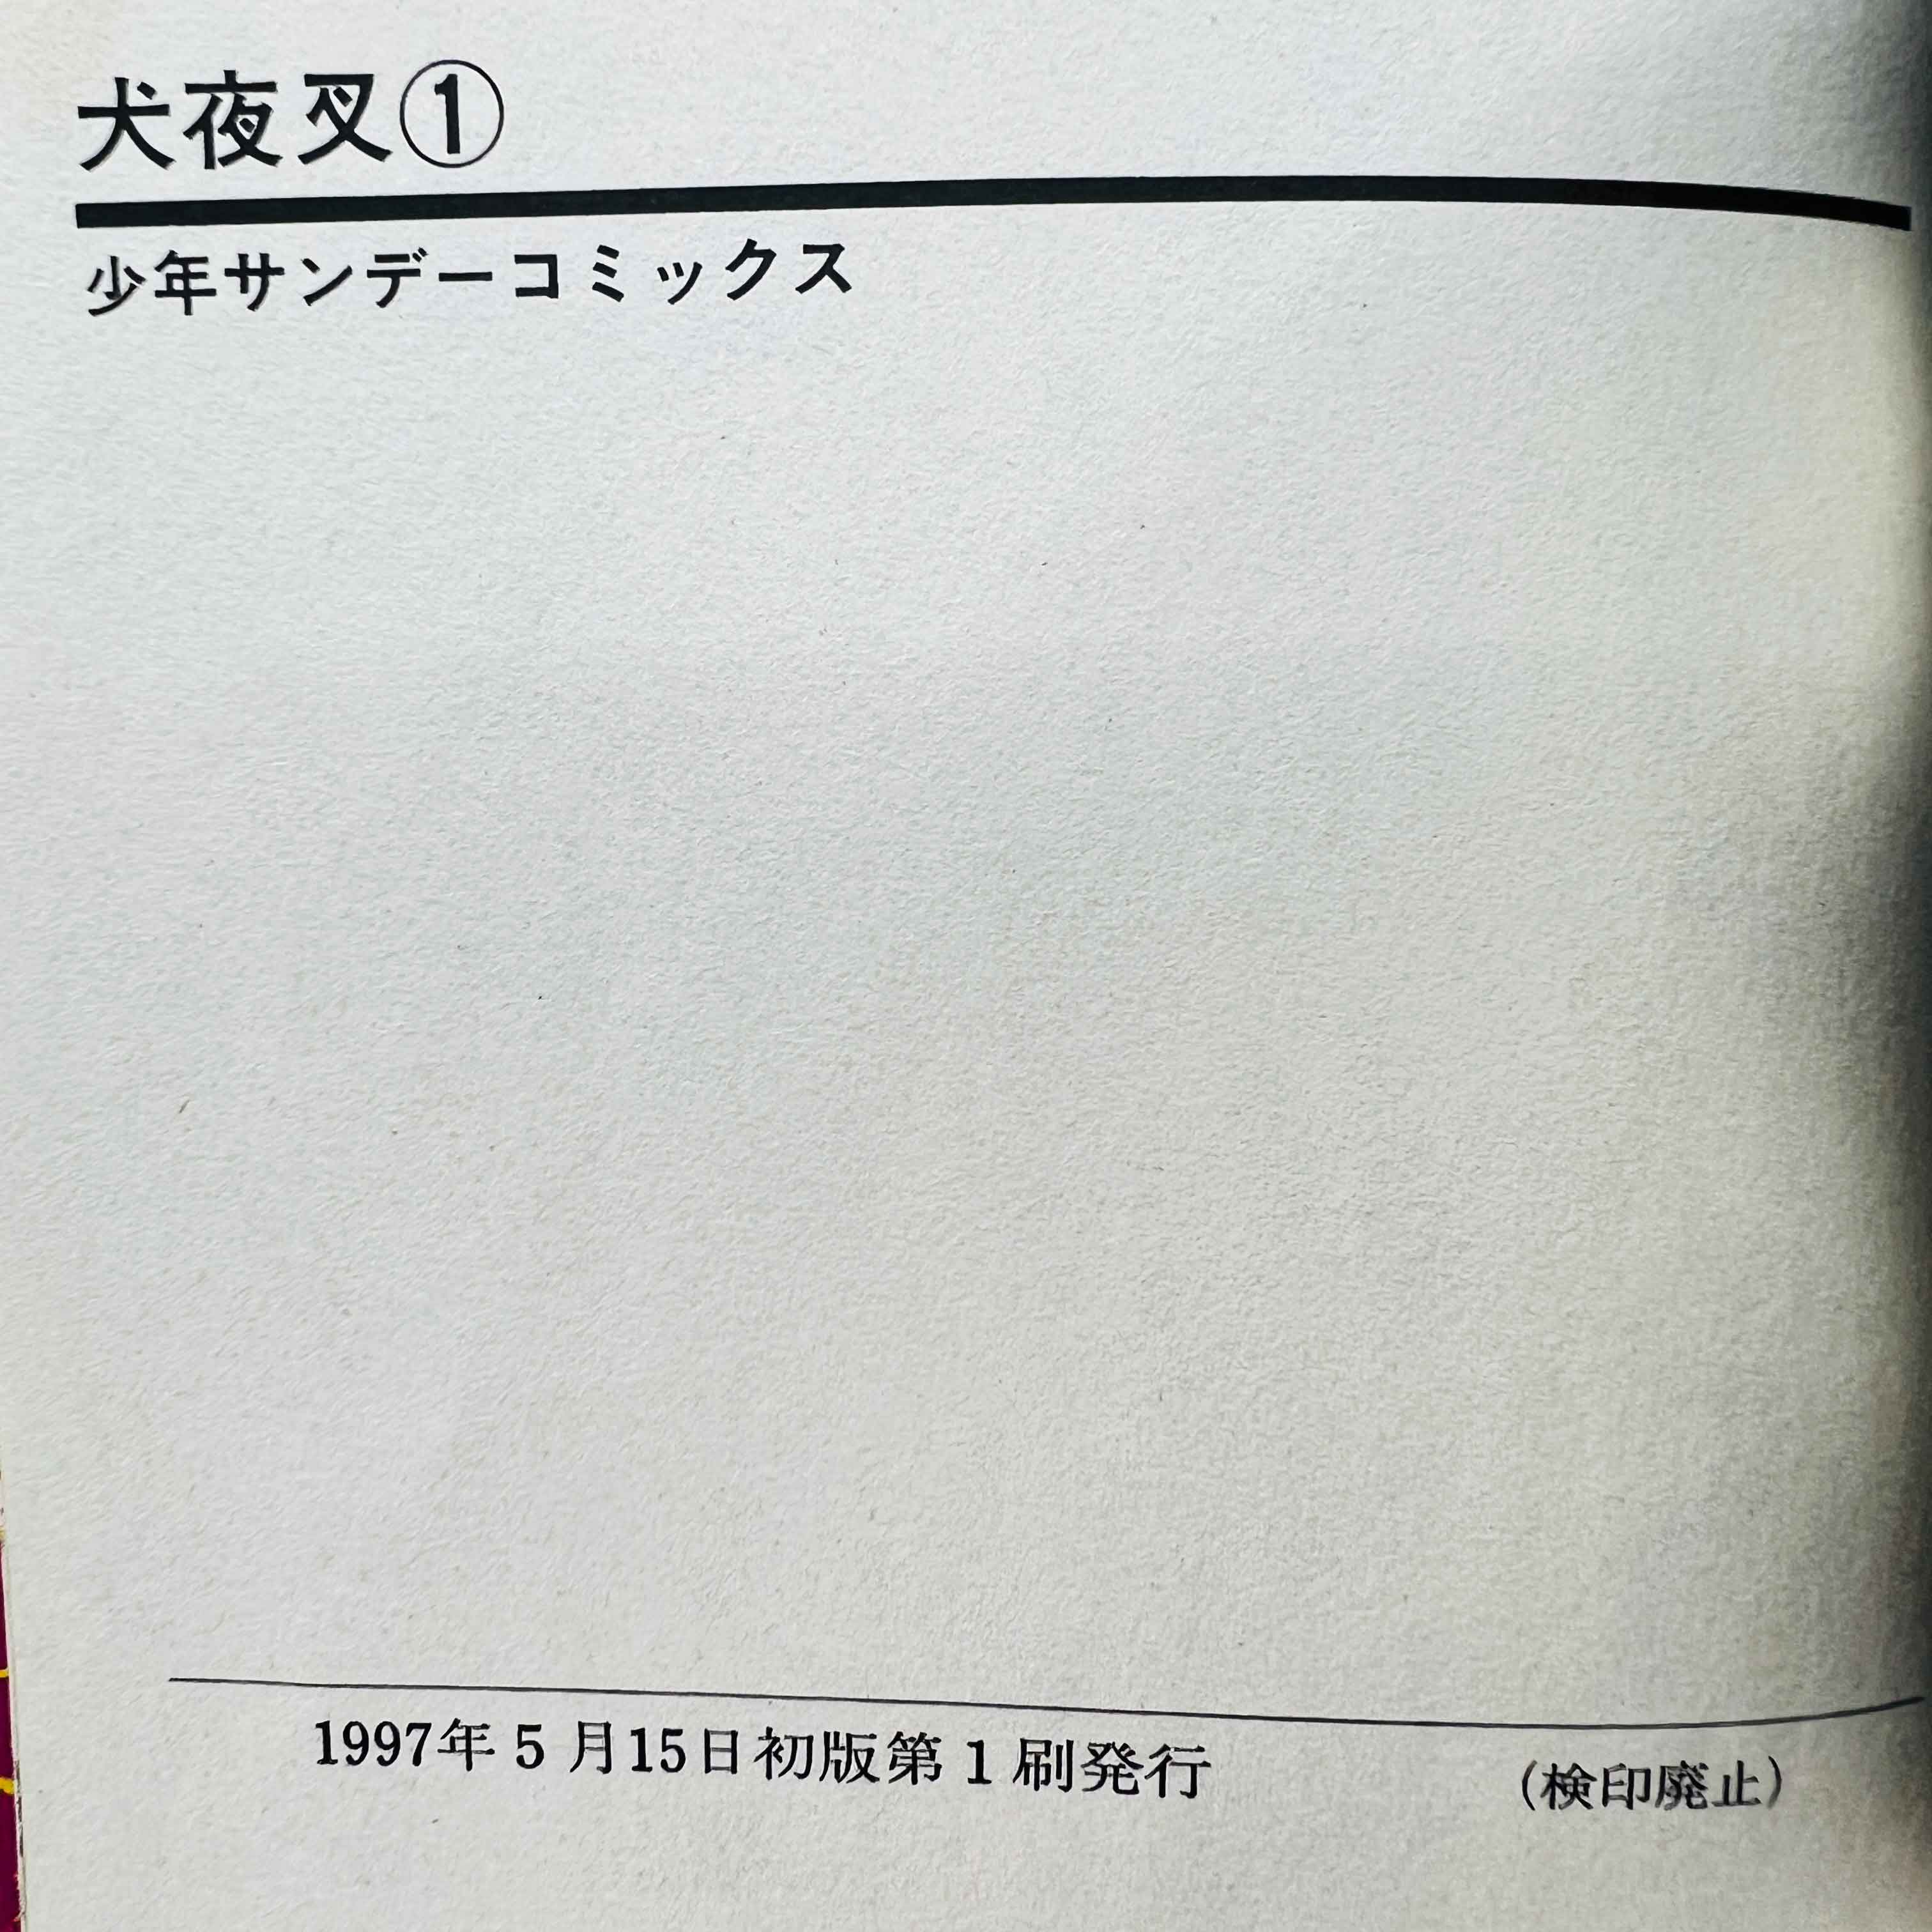 犬夜叉①
少年サンデーコミックス
1997年5月15日初版第1刷発行
(検印廃止)